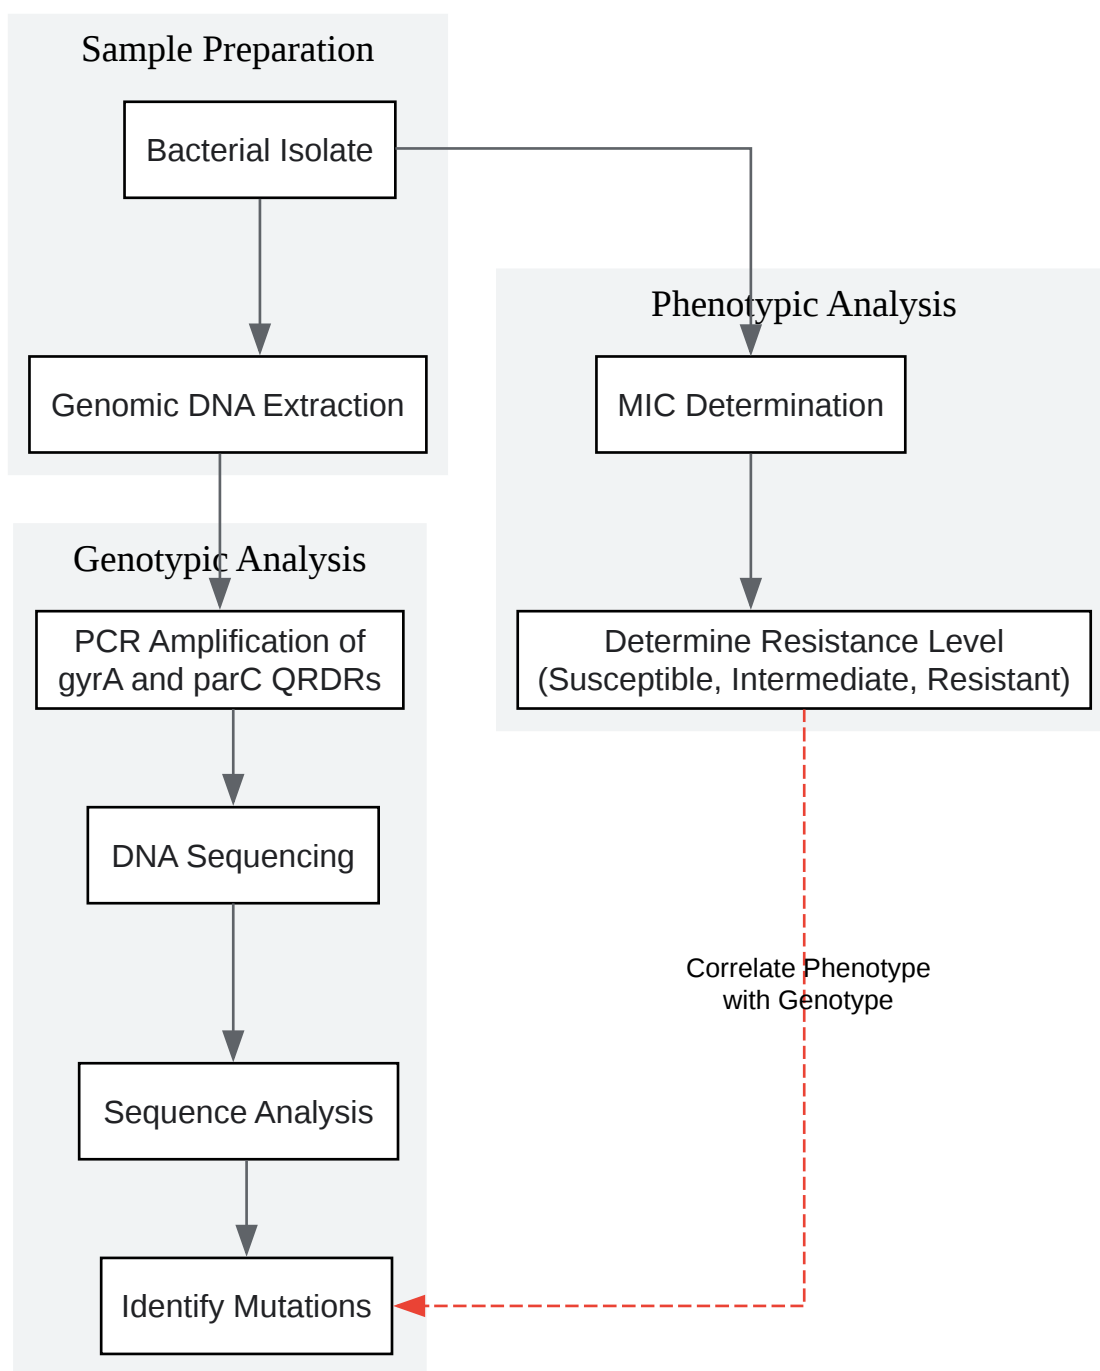 Sample Preparation
Bacterial Isolate
Genomic DNA Extraction
Phenotypic Analysis
MIC Determination
Determine Resistance Level
(Susceptible, Intermediate, Resistant)
Genotypic Analysis
PCR Amplification of
gyrA and parC QRDRs
DNA Sequencing
Sequence Analysis
Identify Mutations
Correlate Phenotype
with Genotype